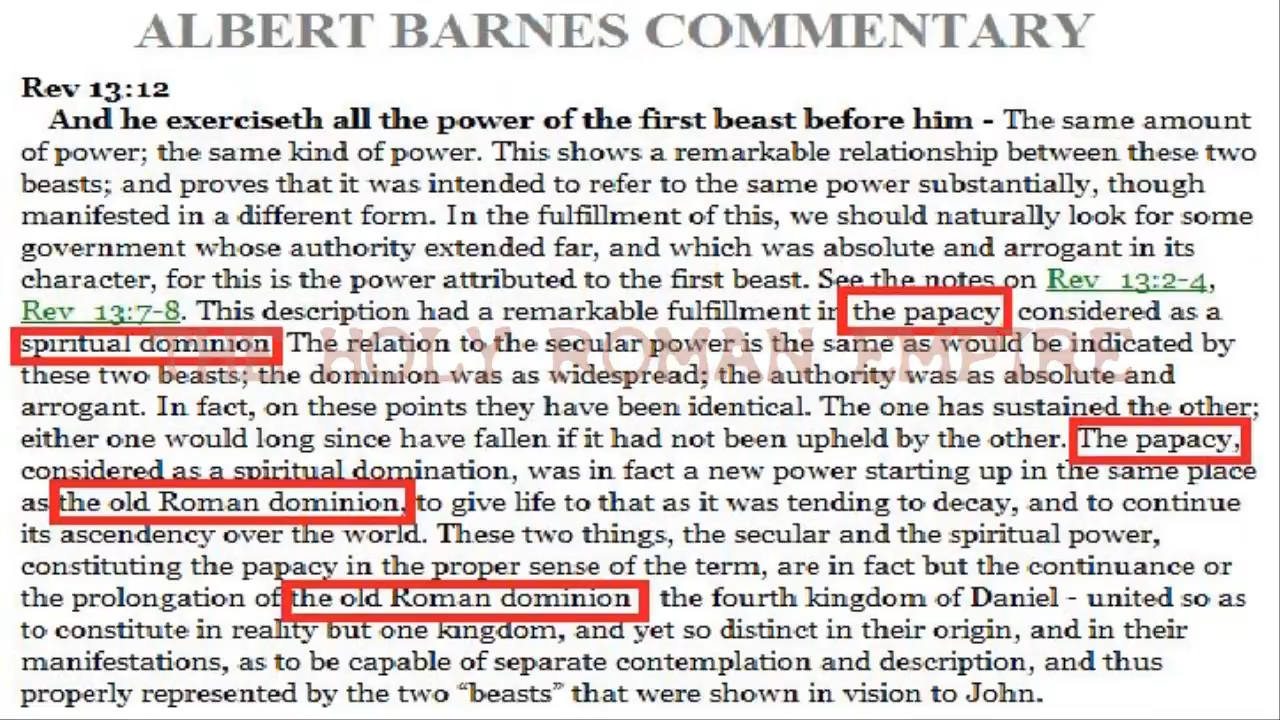 ALBERT BARNES COMMENTARY
Rev 13:12
And he exerciseth all the power of the first beast before him - The same amount
of power; the same kind of power. This shows a remarkable relationship between these two
beasts; and proves that it was intended to refer to the same power substantially, though
manifested in a different form. In the fulfillment of this, we should naturally look for some
government whose authority extended far, and which was absolute and arrogant in its
character, for this is the power attributed to the first beast. See the notes on Rev 13:2-4,
Rev 13:7-8. This description had a remarkable fulfillment in the papacy considered as a
spiritual dominion The relation to the secular power is the same as would be indicated by
THE HOLY ROMAN EMPIRE
these two beasts; the dominion was as widespread; the authority was as absolute and
arrogant. In fact, on these points they have been identical. The one has sustained the other;
either one would long since have fallen if it had not been upheld by the other. The papacy,
considered as a spiritual domination, was in fact a new power starting up in the same place
as the old Roman dominion, to give life to that as it was tending to decay, and to continue
its ascendency over the world. These two things, the secular and the spiritual power,
constituting the papacy in the proper sense of the term, are in fact but the continuance or
the prolongation of the old Roman dominion the fourth kingdom of Daniel - united so as
to constitute in reality but one kingdom, and yet so distinct in their origin, and in their
manifestations, as to be capable of separate contemplation and description, and thus
properly represented by the two “beasts” that were shown in vision to John.